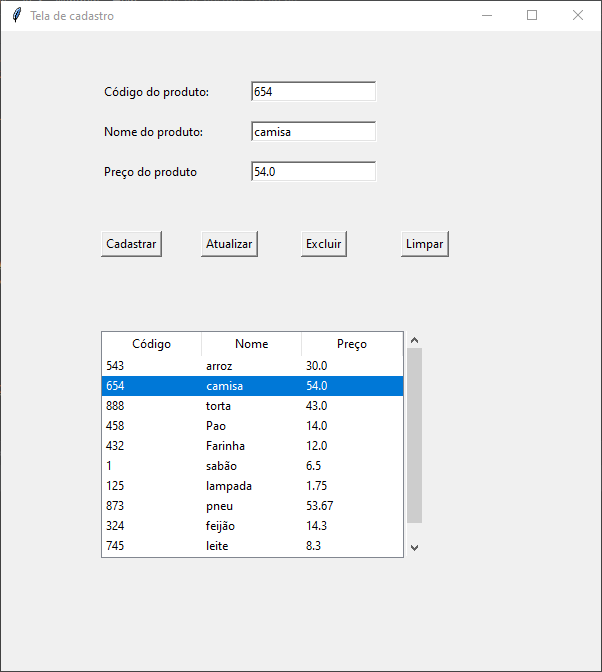 Tela de cadastro
Código do produto: 654
Nome do produto: camisa
Preço do produto 54.0
Cadastrar Atualizar Excluir Limpar
Código Nome Preço
543 arroz 30.0
654 camisa 54.0
888 torta 43.0
458 Pao 14.0
432 Farinha 12.0
1 sabão 6.5
125 lampada 1.75
873 pneu 53.67
324 feijão 14.3
745 leite 8.3